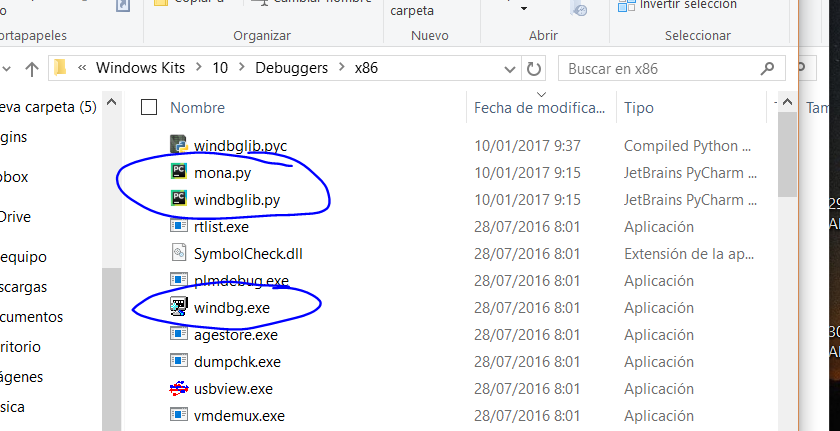 Copiar a
Cambiar nombre
carpeta
Invertir selección
ortapapeles
Organizar
Nuevo
Abrir
Seleccionar
« Windows Kits > 10 > Debuggers > x86
Buscar en x86
eva carpeta (5)
Nombre
Fecha de modifica...
Tipo
Tam
windbglib.pyc 10/01/2017 9:37 Compiled Python ...
gins
mona.py 10/01/2017 9:15 JetBrains PyCharm ...
box
windbglib.py 10/01/2017 9:15 JetBrains PyCharm ...
Drive
rtlist.exe 28/07/2016 8:01 Aplicación
equipo
SymbolCheck.dll 28/07/2016 8:01 Extensión de la ap...
scargas
plmdebug.exe 28/07/2016 8:01 Aplicación
cumentos
windbg.exe 28/07/2016 8:01 Aplicación
ritorio
agestore.exe 28/07/2016 8:01 Aplicación
ágenes
dumpchk.exe 28/07/2016 8:01 Aplicación
usbview.exe 28/07/2016 8:01 Aplicación
sica
vmdemux.exe 28/07/2016 8:01 Aplicación